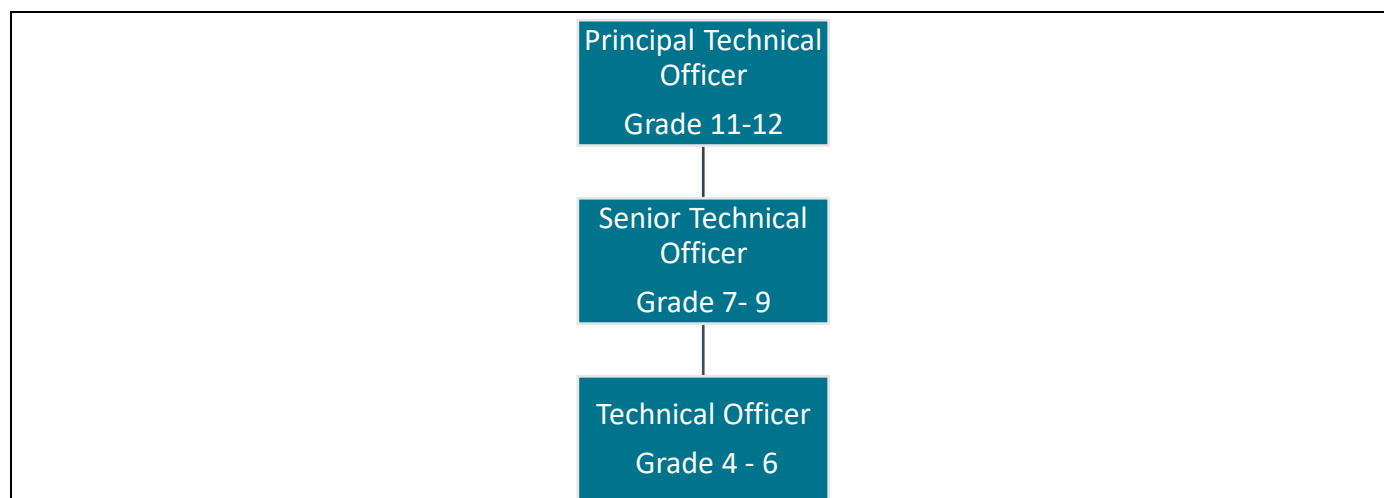 Principal Technical
Officer
Grade 11-12
Senior Technical
Officer
Grade 7- 9
Technical Officer
Grade 4 - 6